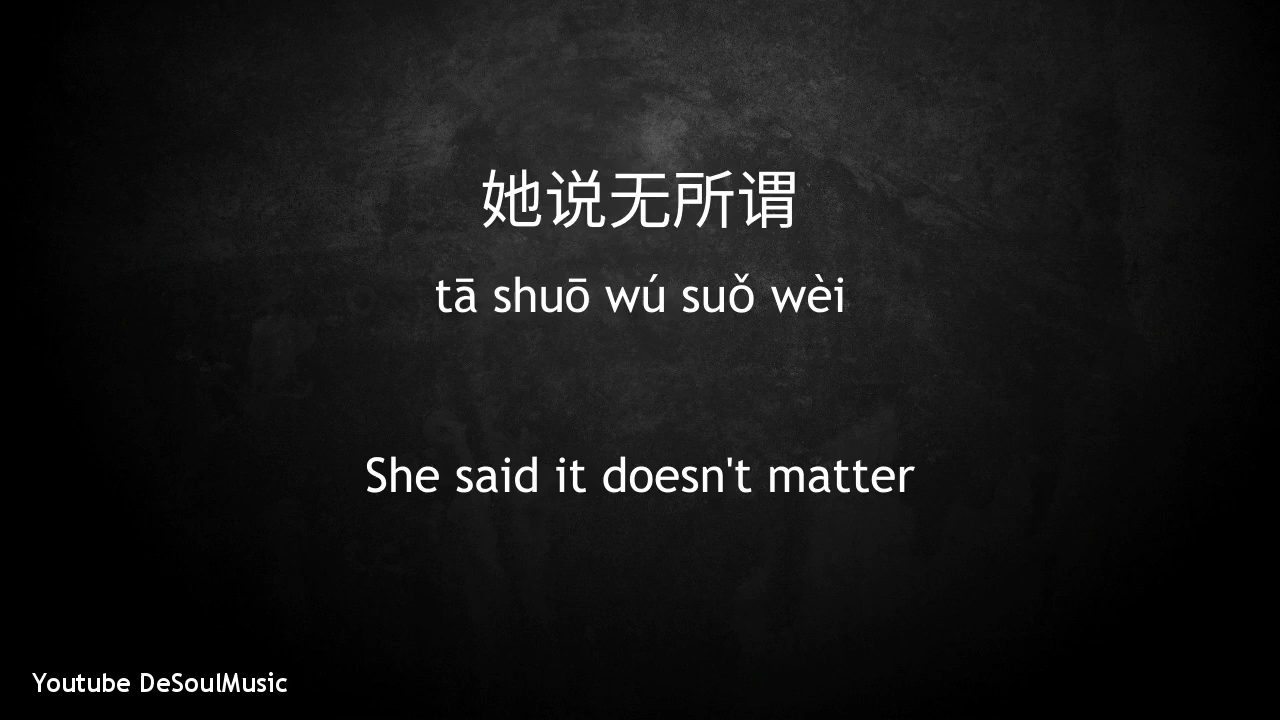 她说无所谓
tā shuō wú suǒ wèi
She said it doesn't matter
Youtube DeSoulMusic